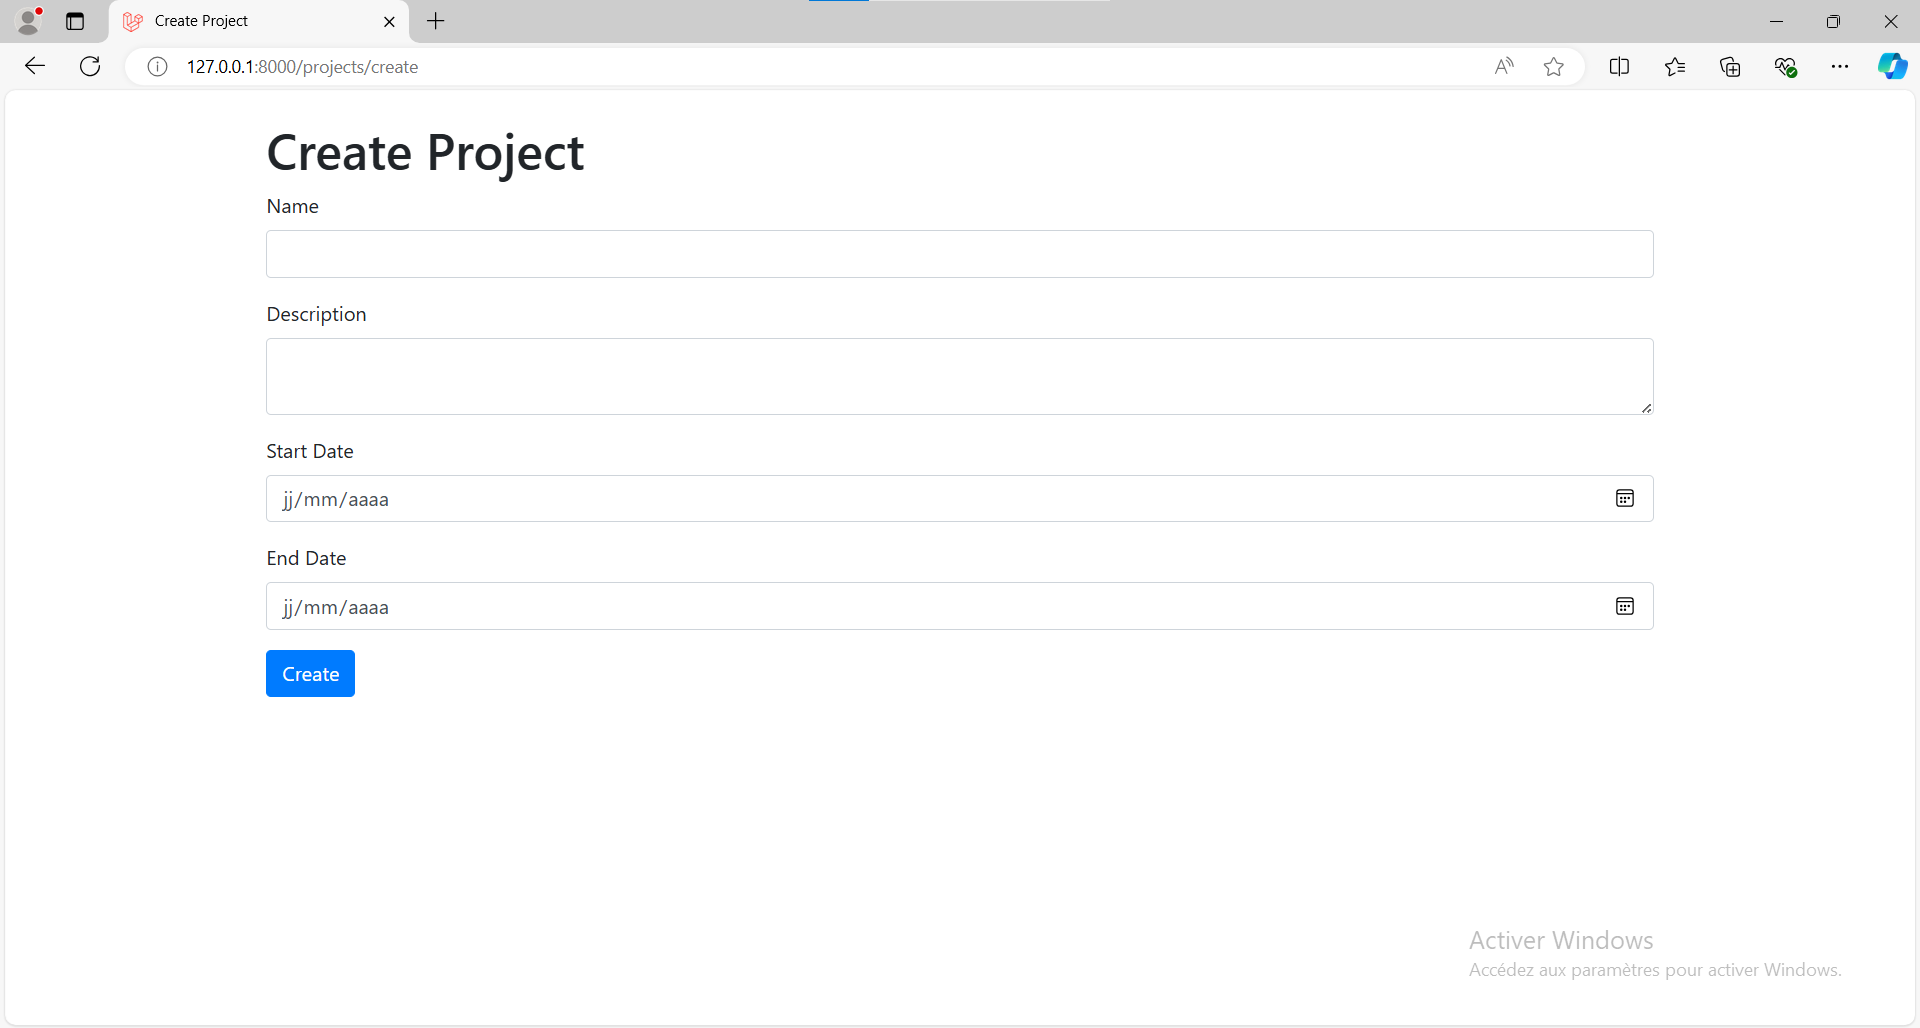 Create Project
127.0.0.1:8000/projects/create
Create Project
Name
Description
Start Date
jj/mm/aaaa
End Date
jj/mm/aaaa
Create
Activer Windows
Accédez aux paramètres pour activer Windows.